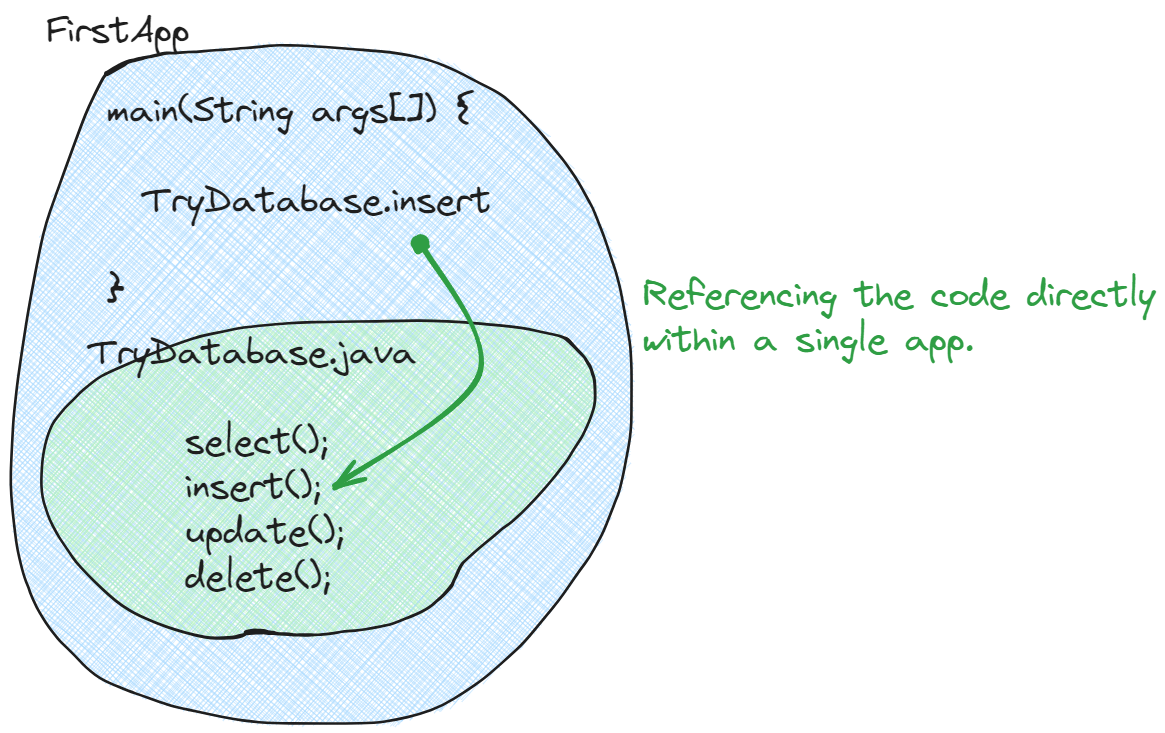 FirstApp
main(String args[]) {
TryDatabase.insert
}
Referencing the code directly
within a single app.
TryDatabase.java
select();
insert();
update();
delete();